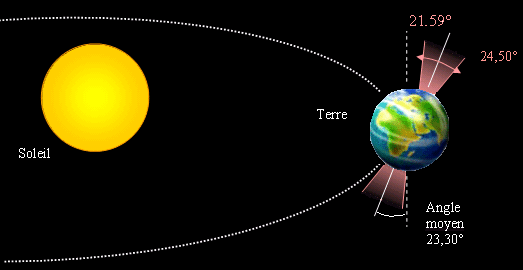 21.59°
24,50°
Terre
Soleil
Angle
moyen
23,30°